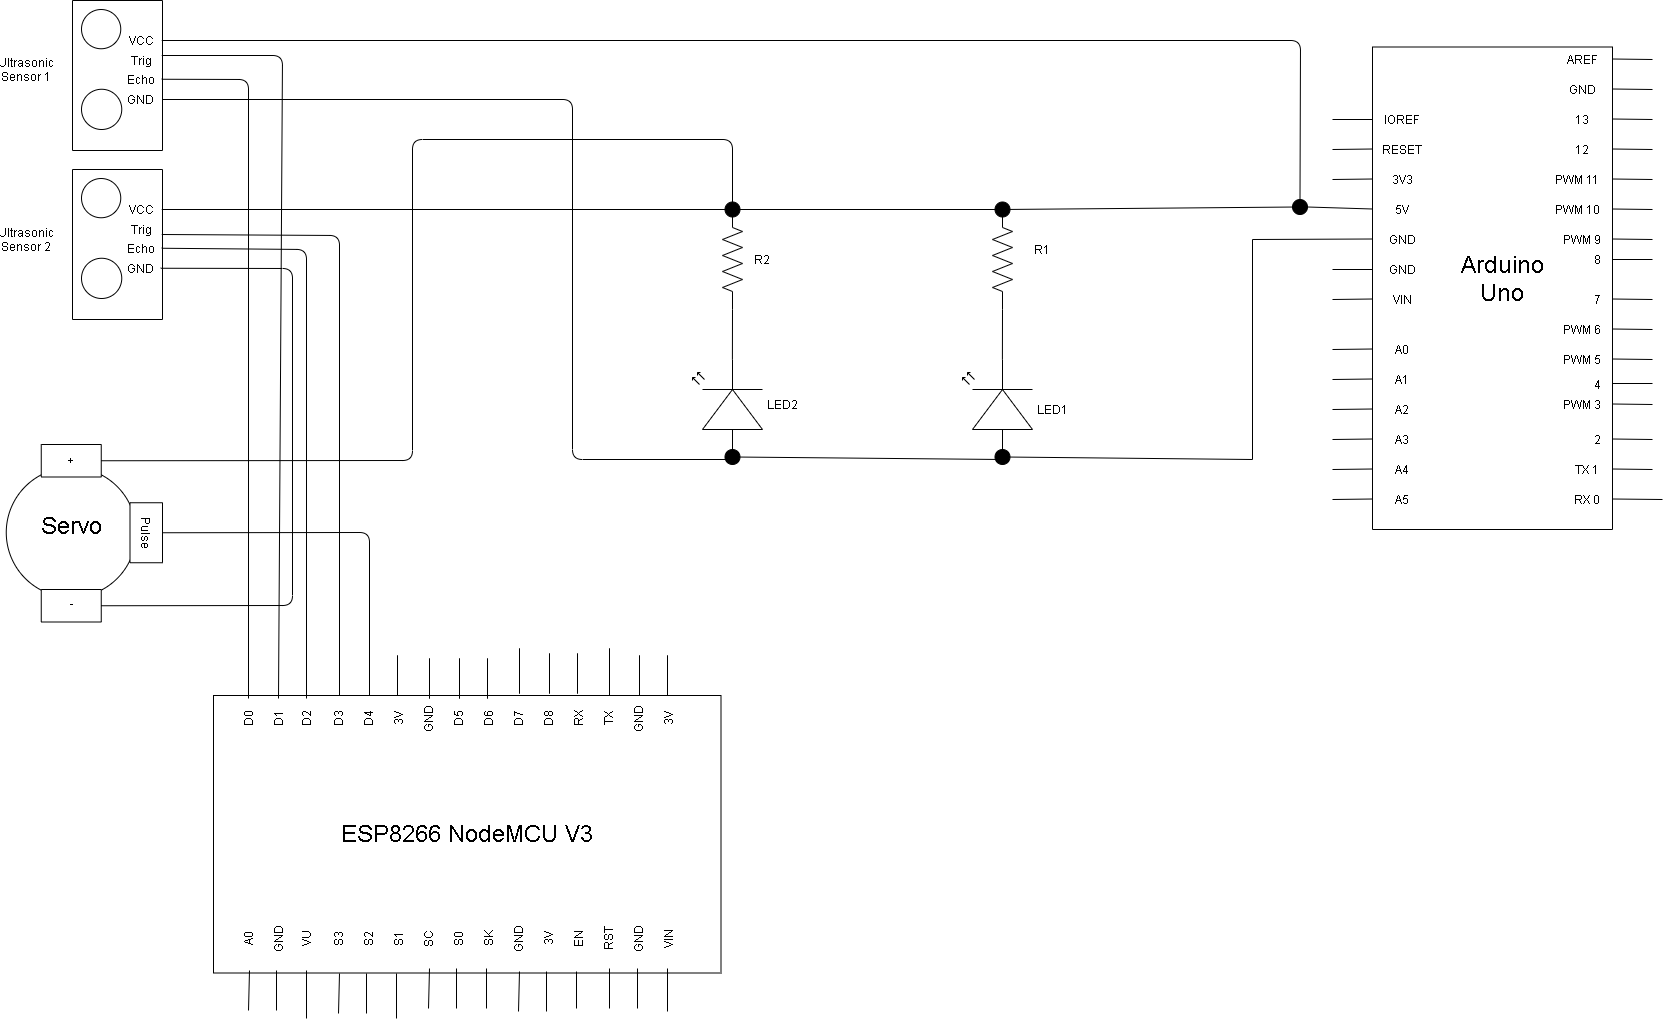 Ultrasonic
Sensor 1
VCC
Trig
Echo
GND
Ultrasonic
Sensor 2
VCC
Trig
Echo
GND
+
Servo
Pulse
-
R2
R1
LED2
LED1
Arduino
Uno
IOREF
RESET
3V3
5V
GND
GND
VIN
A0
A1
A2
A3
A4
A5
AREF
GND
13
12
PWM 11
PWM 10
PWM 9
8
7
PWM 6
PWM 5
4
PWM 3
2
TX 1
RX 0
D0
D1
D2
D3
D4
3V
GND
D5
D6
D7
D8
RX
TX
GND
3V
ESP8266 NodeMCU V3
A0
GND
VU
S3
S2
S1
SC
S0
SK
GND
3V
EN
RST
GND
VIN